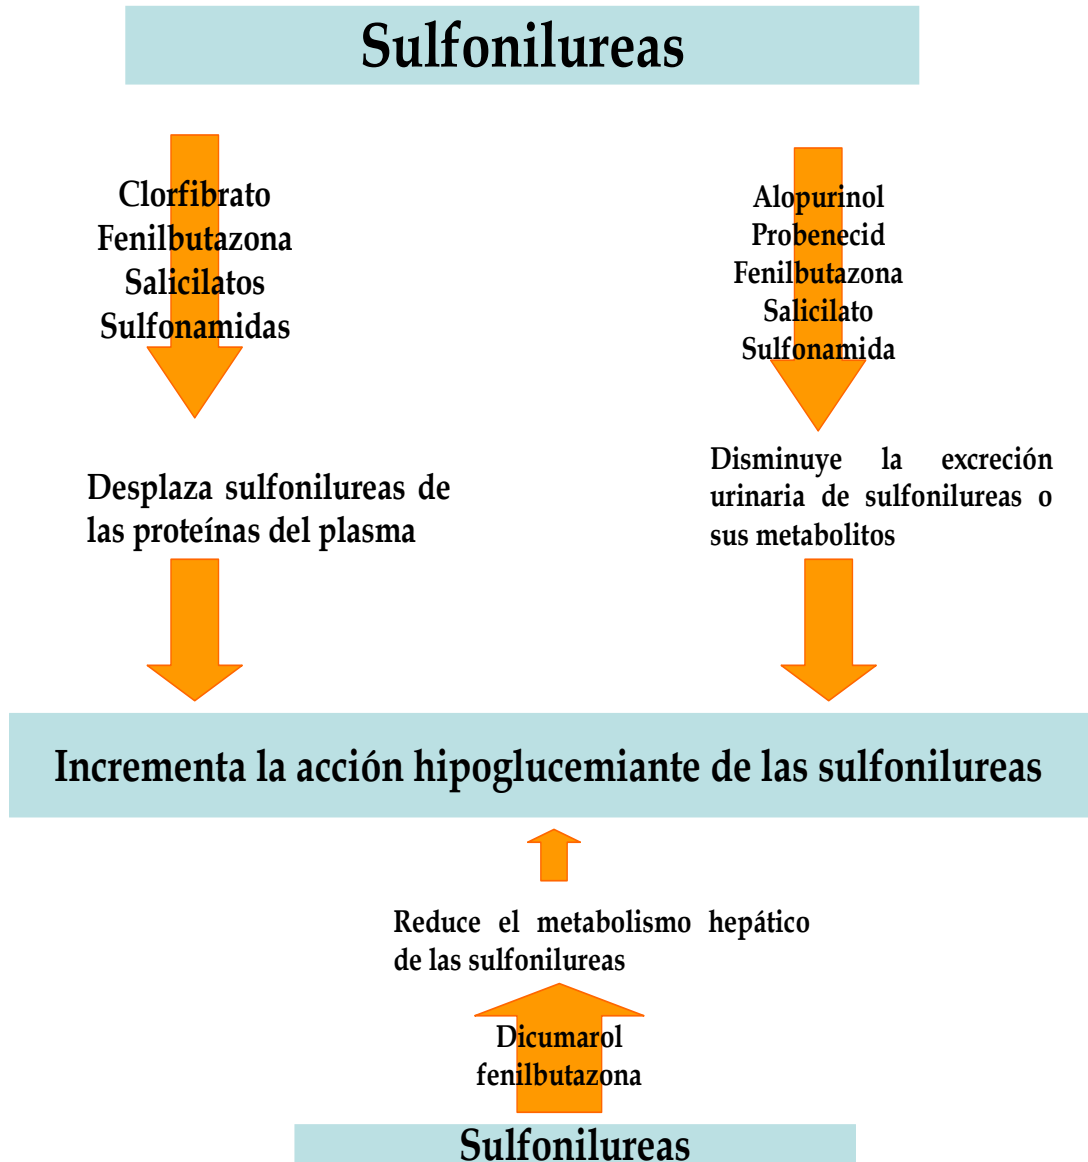 Sulfonilureas
Clorfibrato
Fenilbutazona
Salicilatos
Sulfonamidas
Alopurinol
Probenecid
Fenilbutazona
Salicilato
Sulfonamida
Desplaza sulfonilureas de
las proteínas del plasma
Disminuye la excreción
urinaria de sulfonilureas o
sus metabolitos
Incrementa la acción hipoglucemiante de las sulfonilureas
Reduce el metabolismo hepático
de las sulfonilureas
Dicumarol
fenilbutazona
Sulfonilureas